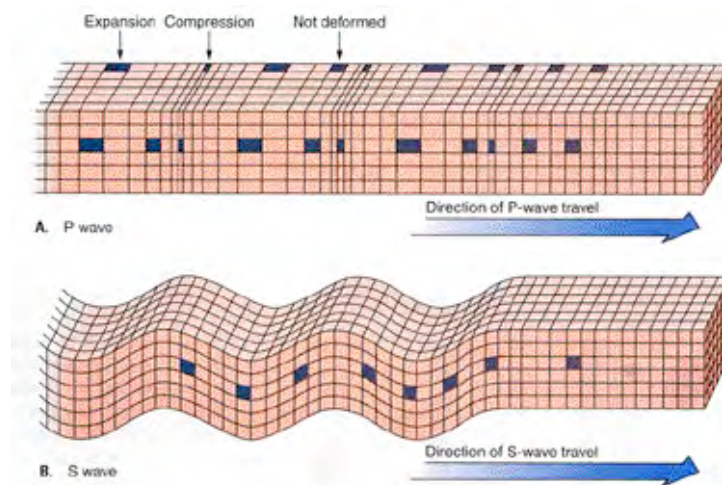 Expansion Compression Not deformed
Direction of P-wave travel
A. P wave
Direction of S-wave travel
B. S wave